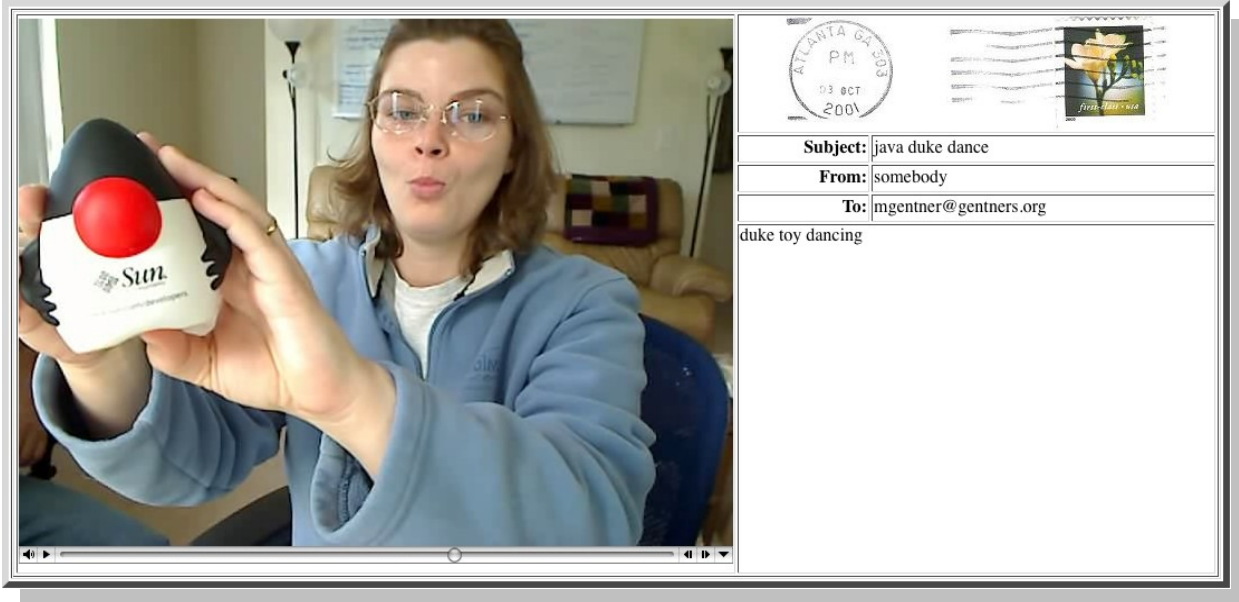 Sun
ATLANTA GA 303
PM
03 OCT
2001
first-class · usa
Subject: java duke dance
From: somebody
To: mgentner@gentners.org
duke toy dancing